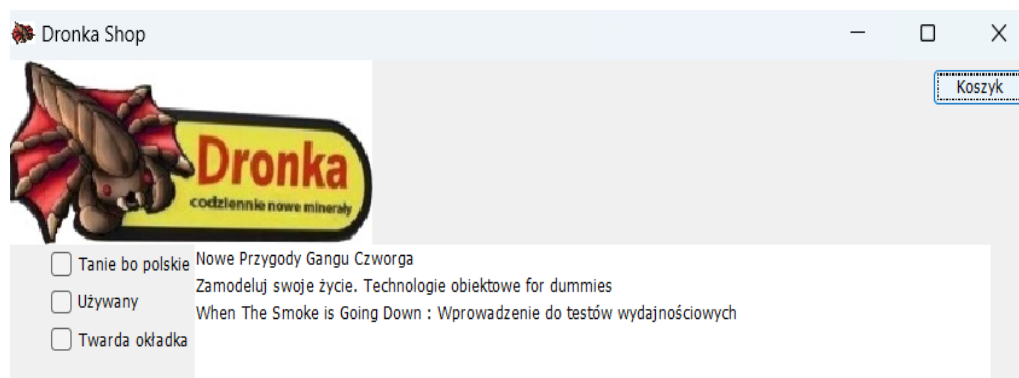 Dronka Shop
Koszyk
Dronka
codziennie nowe minerały
Tanie bo polskie
Używany
Twarda okładka
Nowe Przygody Gangu Czworga
Zamodeluj swoje życie. Technologie obiektowe for dummies
When The Smoke is Going Down : Wprowadzenie do testów wydajnościowych